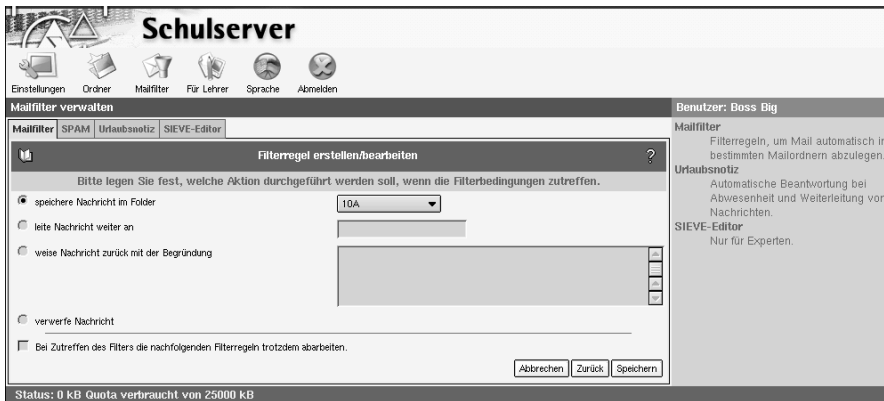 Schulserver
Einstellungen Ordner Mailfilter Für Lehrer Sprache Abmelden
Mailfilter verwalten
Mailfilter SPAM Urlaubsnotiz SIEVE-Editor
Filterregel erstellen/bearbeiten ?
Bitte legen Sie fest, welche Aktion durchgeführt werden soll, wenn die Filterbedingungen zutreffen.
speichere Nachricht im Folder 10A
leite Nachricht weiter an
weise Nachricht zurück mit der Begründung
verwerfe Nachricht
Bei Zutreffen des Filters die nachfolgenden Filterregeln trotzdem abarbeiten.
Abbrechen Zurück Speichern
Benutzer: Boss Big
Mailfilter
Filterregeln, um Mail automatisch in
bestimmten Mailordnern abzulegen.
Urlaubsnotiz
Automatische Beantwortung bei
Abwesenheit und Weiterleitung von
Nachrichten.
SIEVE-Editor
Nur für Experten.
Status: 0 kB Quota verbraucht von 25000 kB